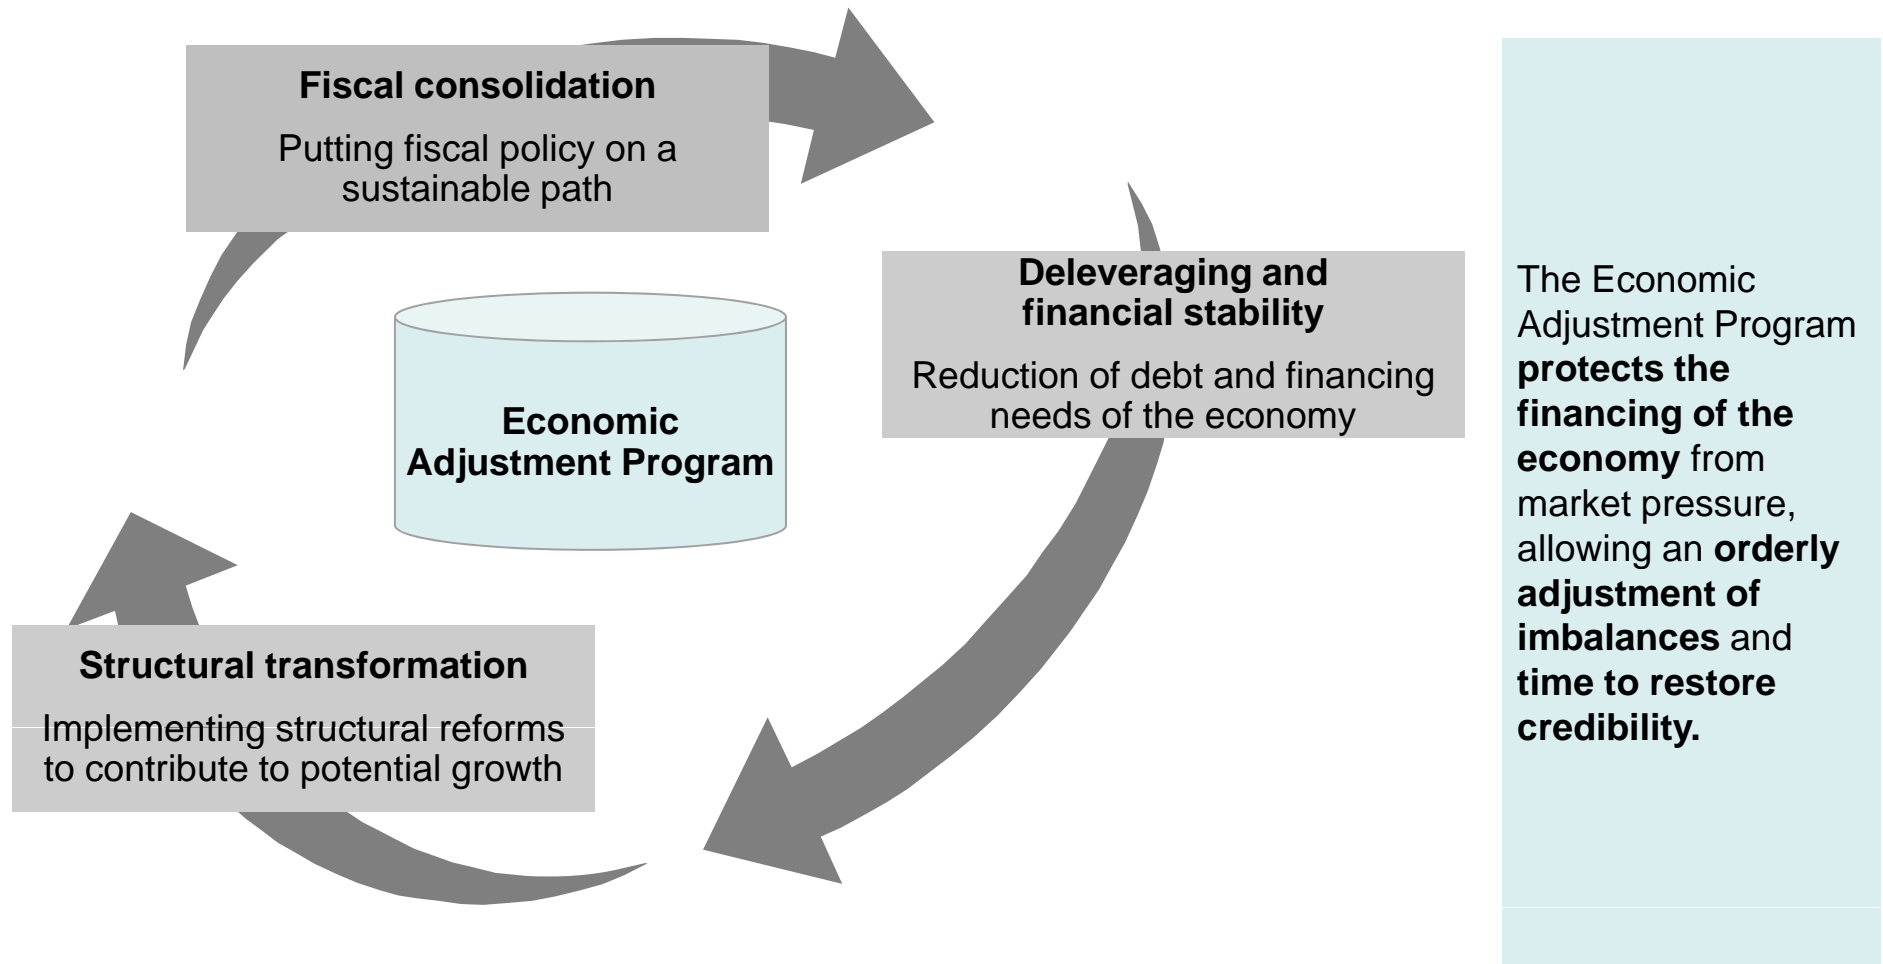 Fiscal consolidation
Putting fiscal policy on a
sustainable path
Deleveraging and
financial stability
Reduction of debt and financing
needs of the economy
Economic
Adjustment Program
Structural transformation
Implementing structural reforms
to contribute to potential growth
The Economic
Adjustment Program
protects the
financing of the
economy from
market pressure,
allowing an orderly
adjustment of
imbalances and
time to restore
credibility.